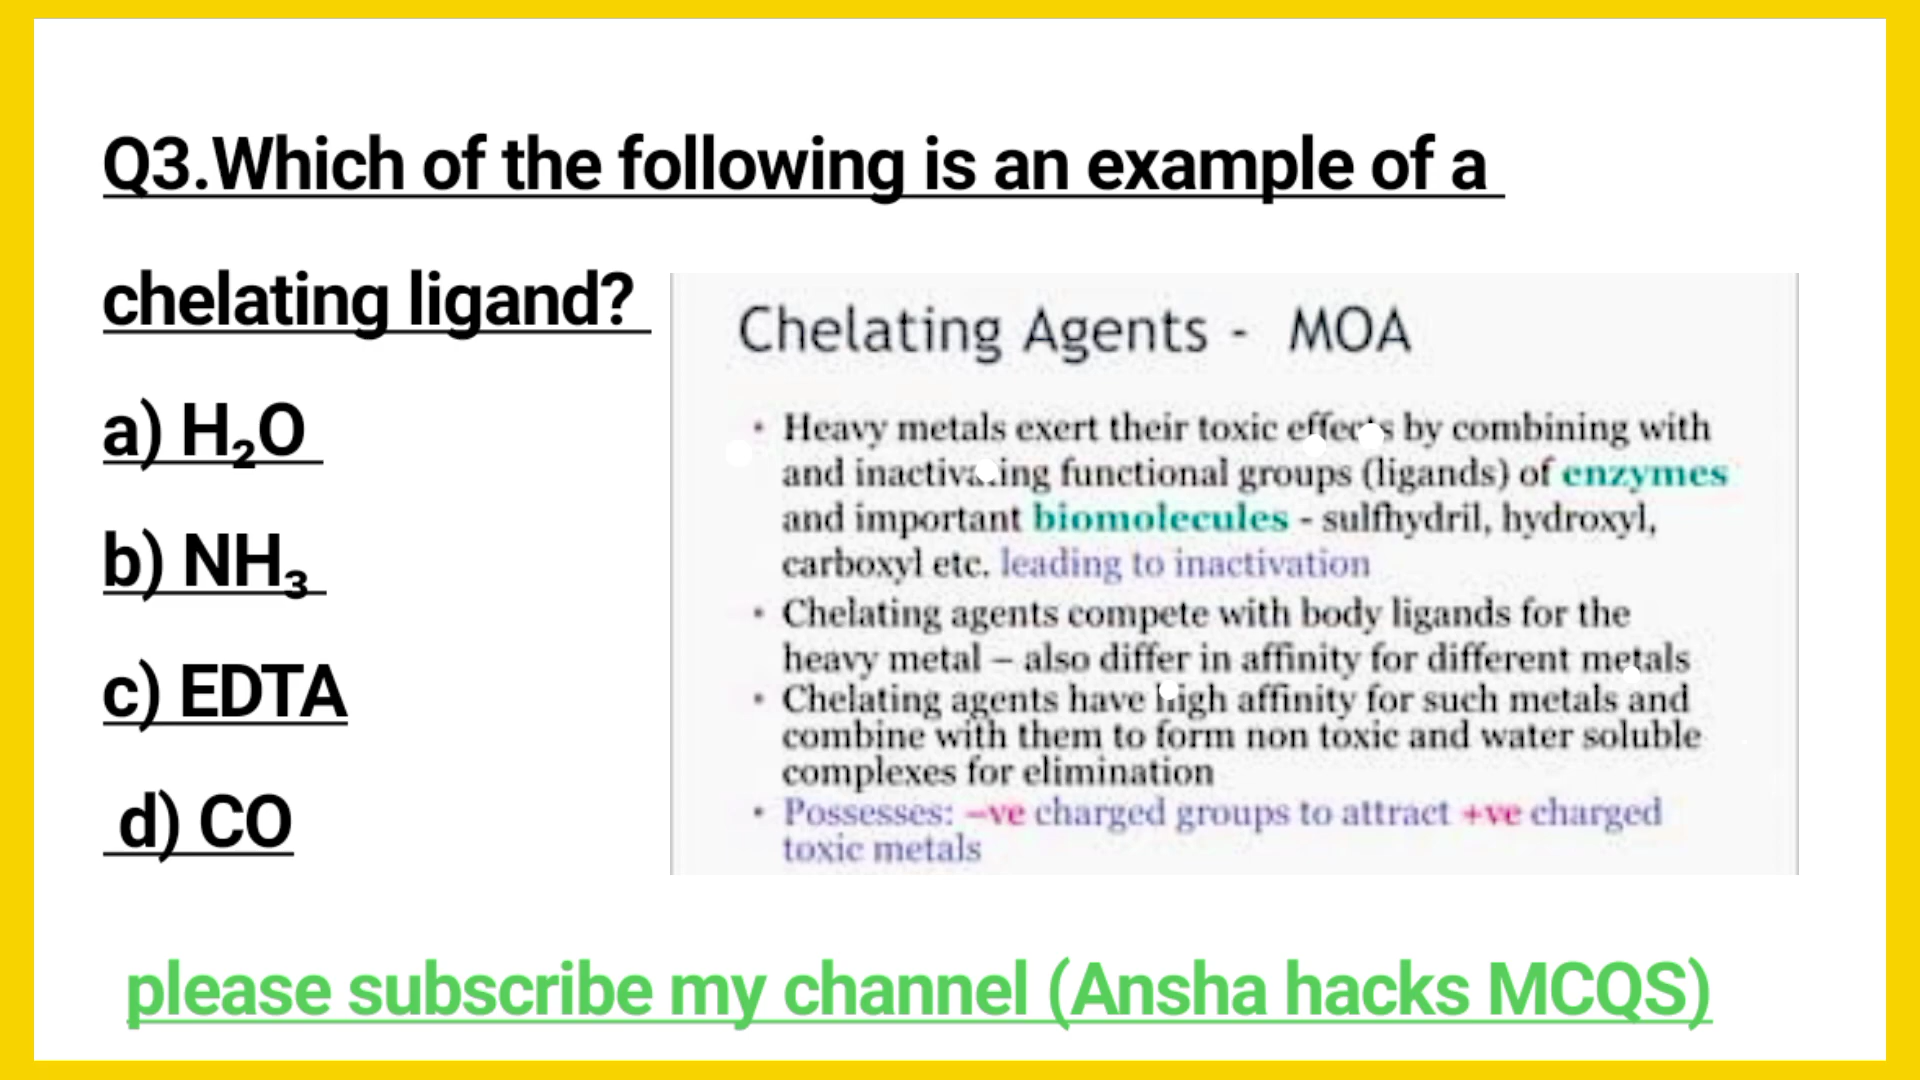 Q3.Which of the following is an example of a
chelating ligand?
a) H₂O
b) NH₃
c) EDTA
d) CO
Chelating Agents - MOA
• Heavy metals exert their toxic effects by combining with
and inactivating functional groups (ligands) of enzymes
and important biomolecules - sulfhydril, hydroxyl,
carboxyl etc. leading to inactivation
• Chelating agents compete with body ligands for the
heavy metal – also differ in affinity for different metals
• Chelating agents have high affinity for such metals and
combine with them to form non toxic and water soluble
complexes for elimination
• Possesses: –ve charged groups to attract +ve charged
toxic metals
please subscribe my channel (Ansha hacks MCQS)